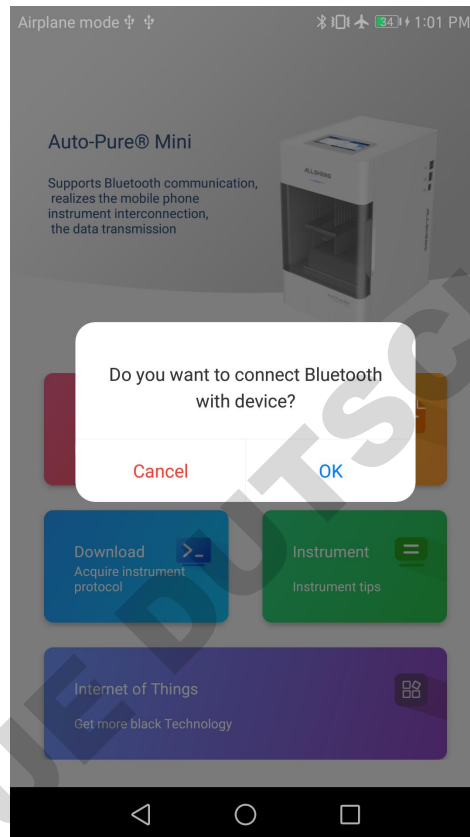 Airplane mode
34 1:01 PM
Auto-Pure® Mini
Supports Bluetooth communication,
realizes the mobile phone
instrument interconnection,
the data transmission
ALLSHENG
Do you want to connect Bluetooth
with device?
Cancel OK
Download
Acquire instrument
protocol
Instrument
Instrument tips
Internet of Things
Get more black Technology
UE DUTSC